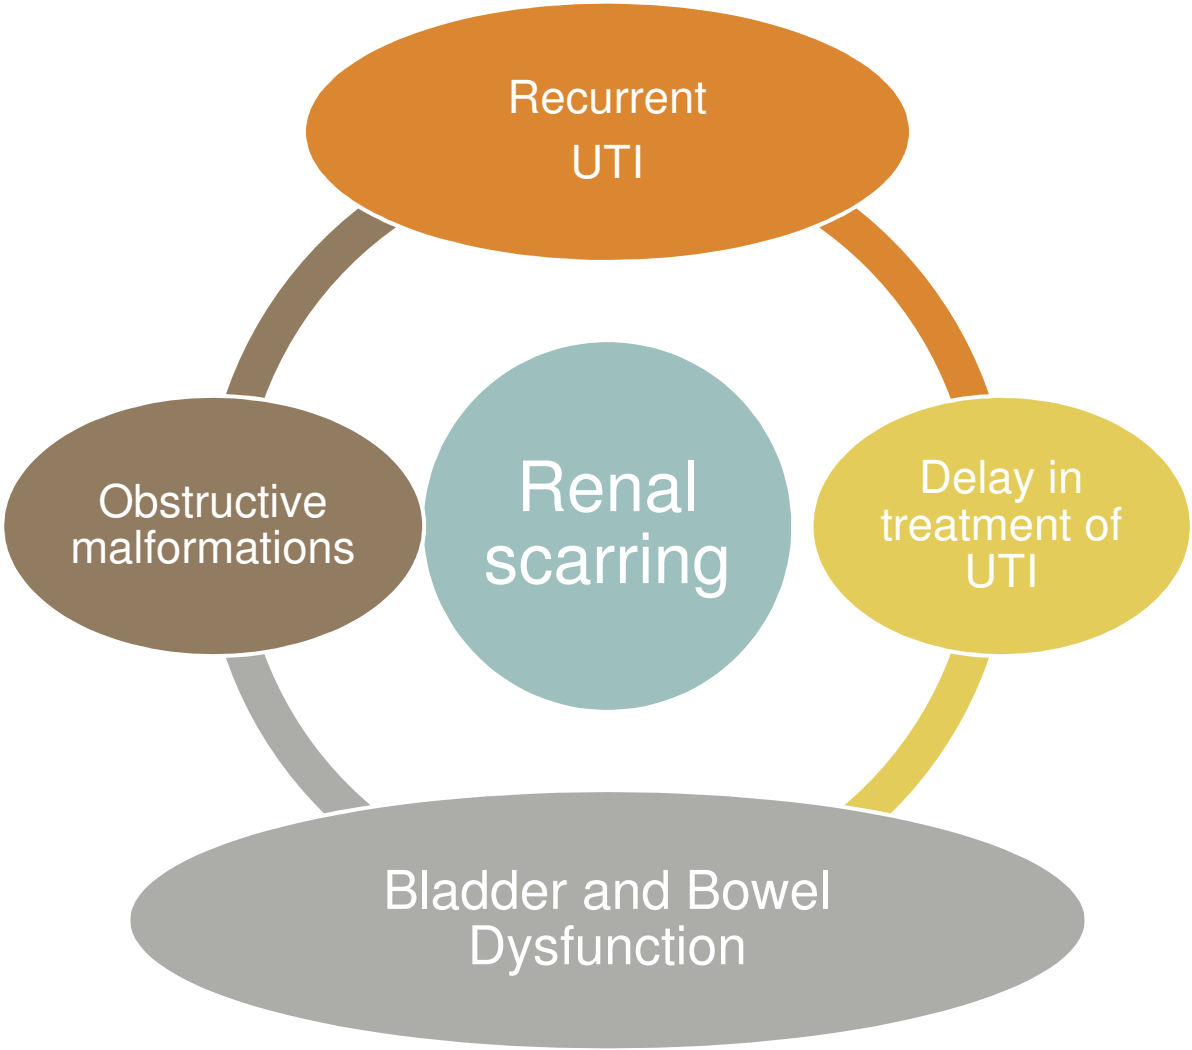 Recurrent
UTI
Obstructive
malformations
Renal
scarring
Delay in
treatment of
UTI
Bladder and Bowel
Dysfunction